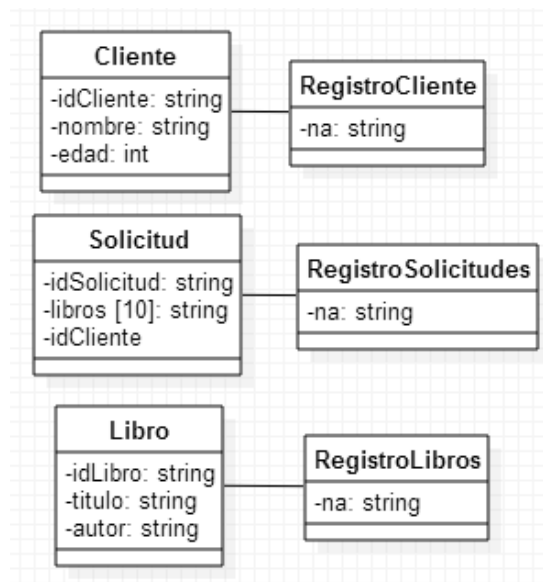 Cliente
-idCliente: string
-nombre: string
-edad: int
RegistroCliente
-na: string
Solicitud
-idSolicitud: string
-libros [10]: string
-idCliente
RegistroSolicitudes
-na: string
Libro
-idLibro: string
-titulo: string
-autor: string
RegistroLibros
-na: string